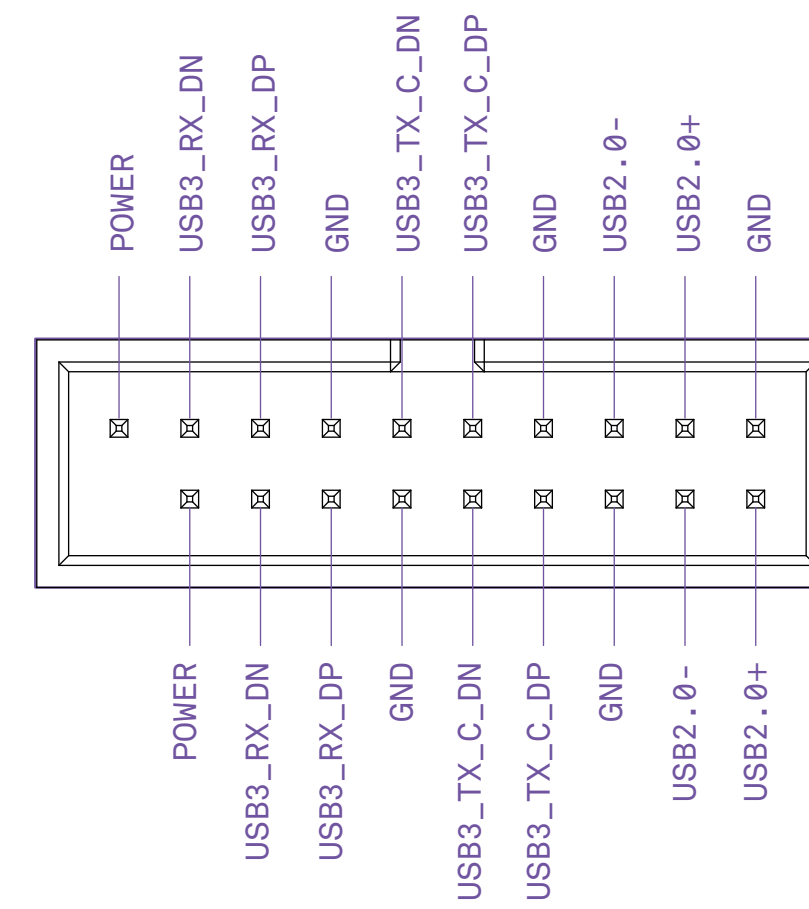 POWER
USB3_RX_DN
USB3_RX_DP
GND
USB3_TX_C_DN
USB3_TX_C_DP
GND
USB2.0-
USB2.0+
GND
POWER
USB3_RX_DN
USB3_RX_DP
GND
USB3_TX_C_DN
USB3_TX_C_DP
GND
USB2.0-
USB2.0+